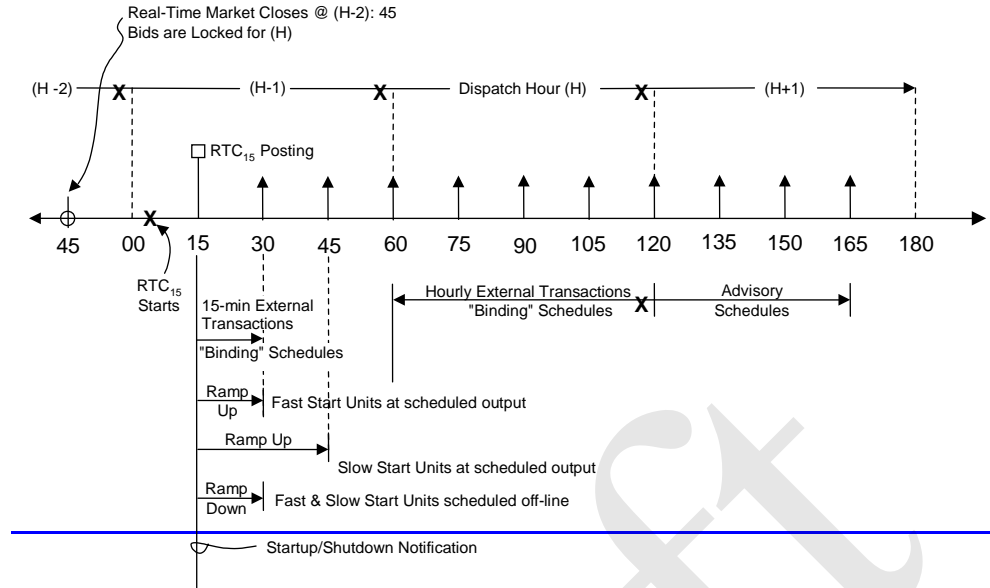 Real-Time Market Closes @ (H-2): 45
Bids are Locked for (H)
(H -2)
X
(H-1)
X
Dispatch Hour (H)
X
(H+1)
RTC15 Posting
X
45
00
15
30
45
60
75
90
105
120
135
150
165
180
RTC15
Starts
15-min External
Transactions
"Binding" Schedules
Hourly External Transactions
"Binding" Schedules
X
Advisory
Schedules
Ramp
Up
Fast Start Units at scheduled output
Ramp Up
Slow Start Units at scheduled output
Ramp
Down
Fast & Slow Start Units scheduled off-line
Startup/Shutdown Notification
ft